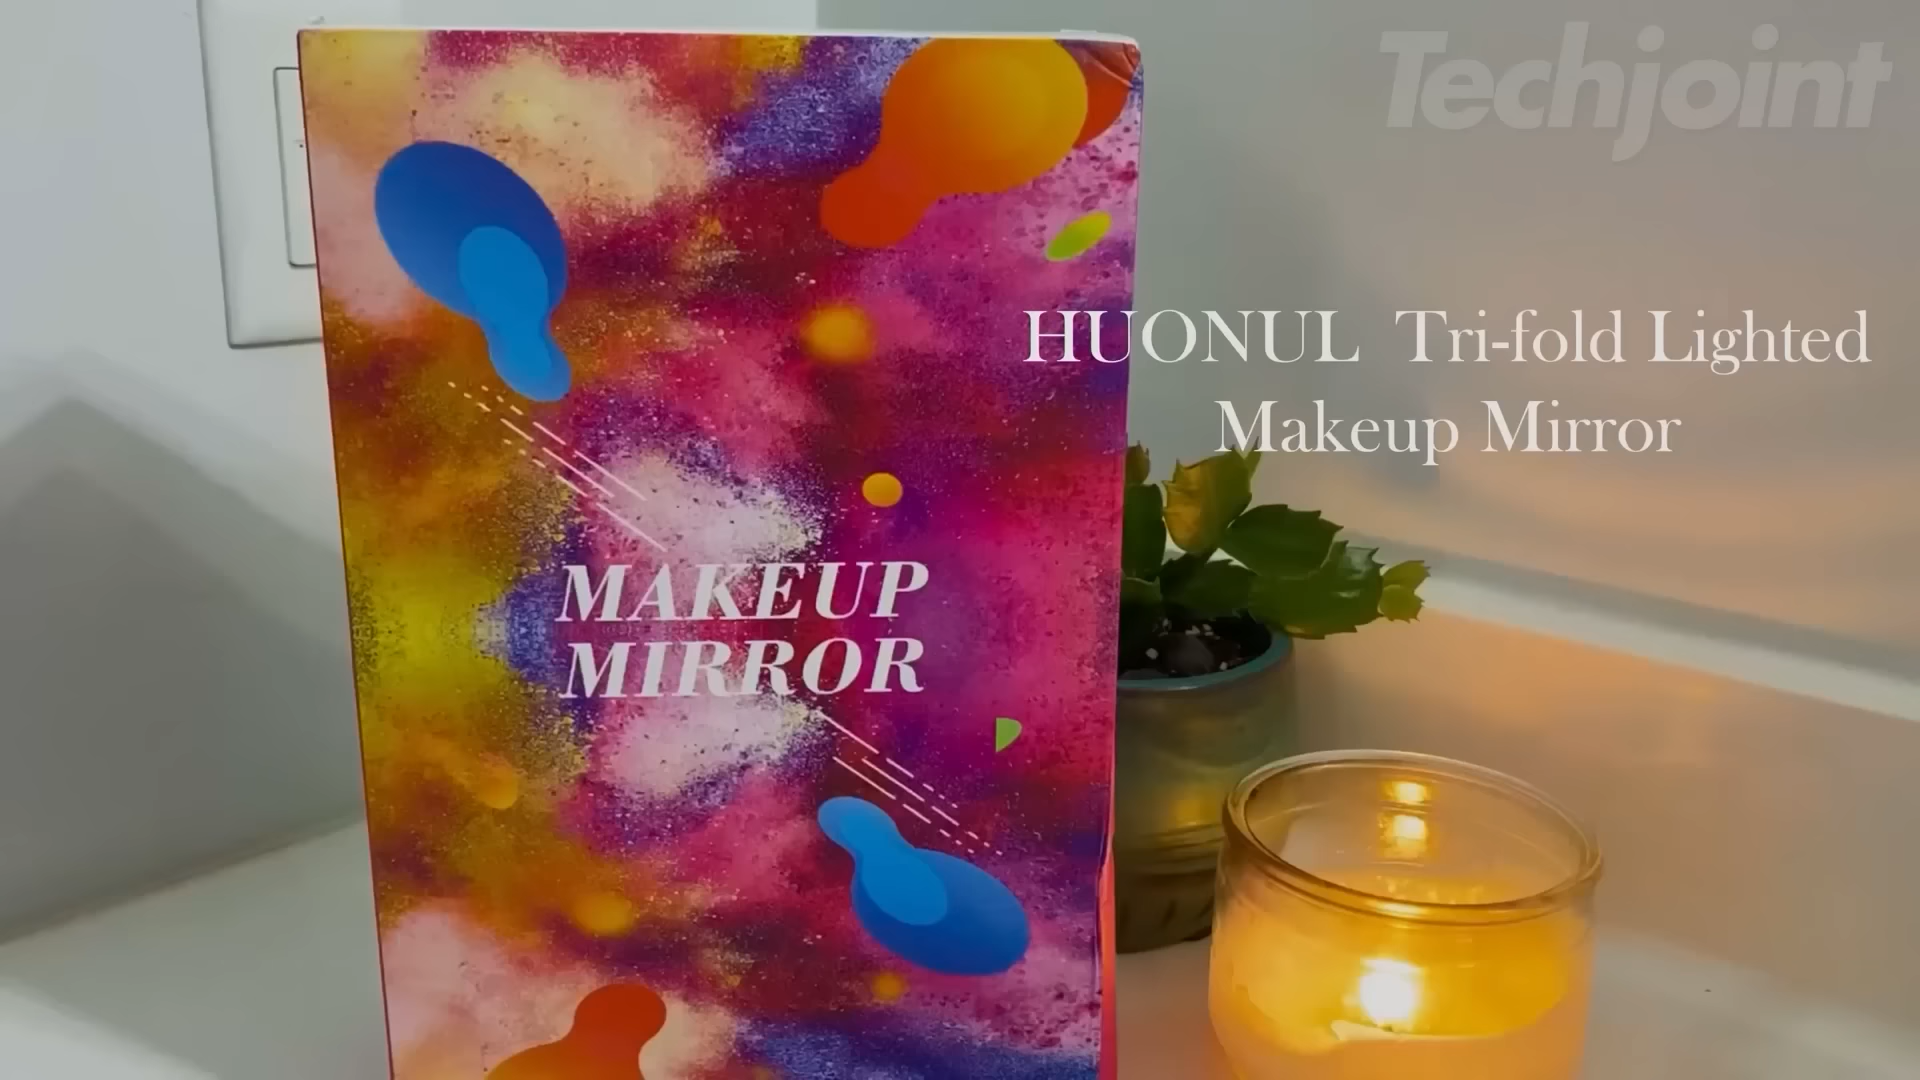 Techjoint
HUONUL Tri-fold Lighted
Makeup Mirror
MAKEUP
MIRROR